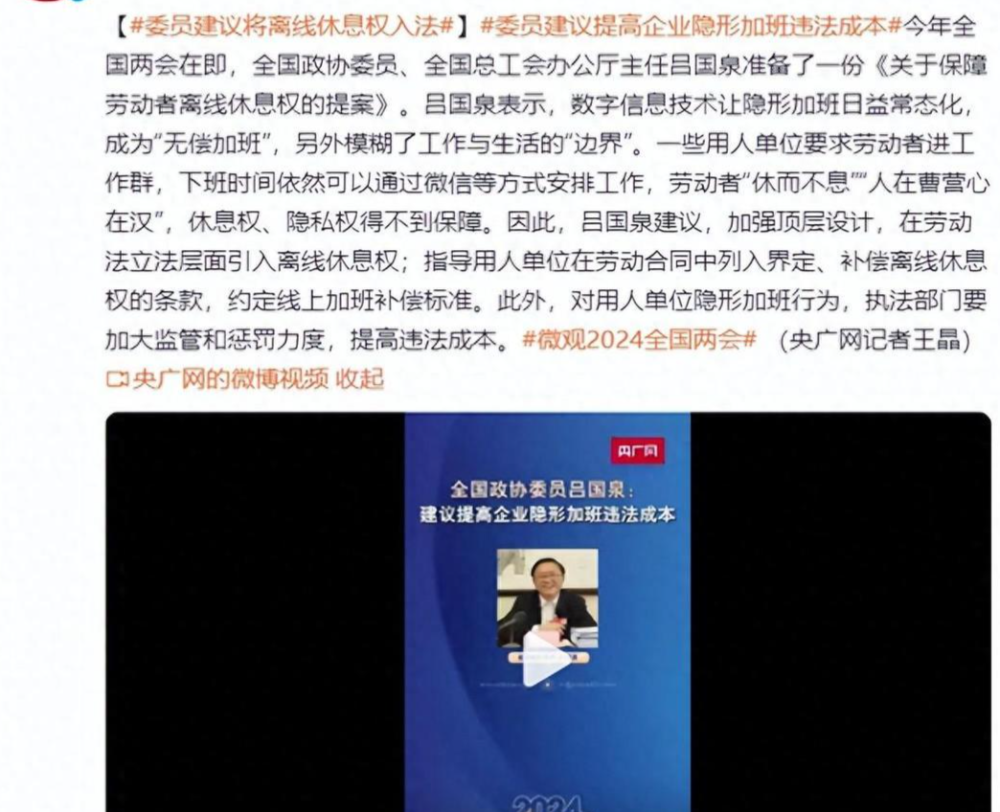 【#委员建议将离线休息权入法#】#委员建议提高企业隐形加班违法成本#今年全
国两会在即，全国政协委员、全国总工会办公厅主任吕国泉准备了一份《关于保障
劳动者离线休息权的提案》。吕国泉表示，数字信息技术让隐形加班日益常态化，
成为“无偿加班”，另外模糊了工作与生活的“边界”。一些用人单位要求劳动者进工
作群，下班时间依然可以通过微信等方式安排工作，劳动者“休而不息”“人在曹营心
在汉”，休息权、隐私权得不到保障。因此，吕国泉建议，加强顶层设计，在劳动
法立法层面引入离线休息权；指导用人单位在劳动合同中列入界定、补偿离线休息
权的条款，约定线上加班补偿标准。此外，对用人单位隐形加班行为，执法部门要
加大监管和惩罚力度，提高违法成本。#微观2024全国两会#（央广网记者王晶）
央广网的微博视频 收起
央广网
全国政协委员吕国泉：
建议提高企业隐形加班违法成本
2024